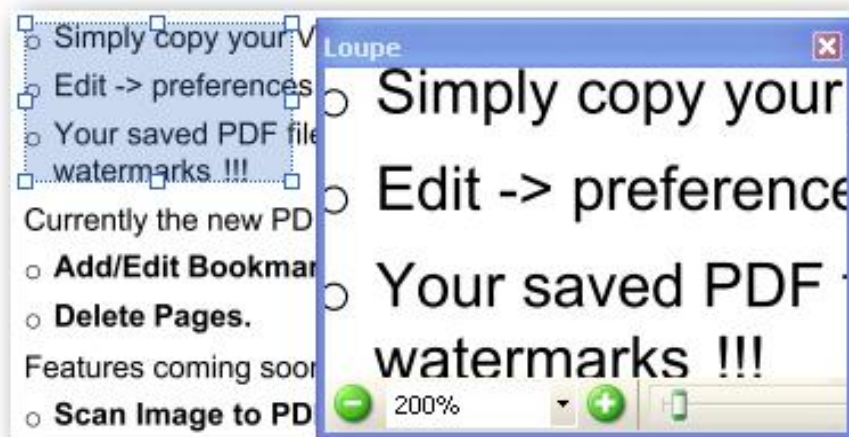 Simply copy your V
Edit -> preferences
Your saved PDF file
watermarks !!!
Currently the new PD
Add/Edit Bookmar
Delete Pages.
Features coming soon
Scan Image to PD
Loupe
Simply copy your
Edit -> preference
Your saved PDF
watermarks !!!
200%